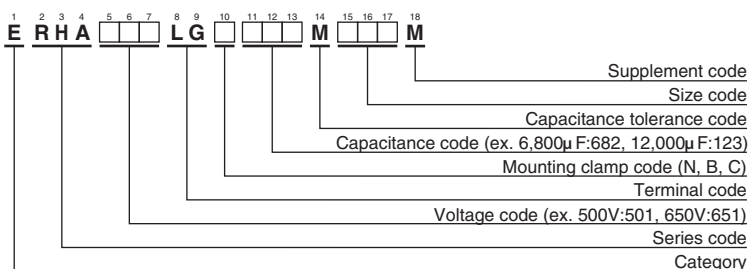 1 2 3 4 5 6 7 8 9 10 11 12 13 14 15 16 17 18
E R H A □□□ L G □ □□□ M □□□ M
Supplement code
Size code
Capacitance tolerance code
Capacitance code (ex. 6,800μF:682, 12,000μF:123)
Mounting clamp code (N, B, C)
Terminal code
Voltage code (ex. 500V:501, 650V:651)
Series code
Category